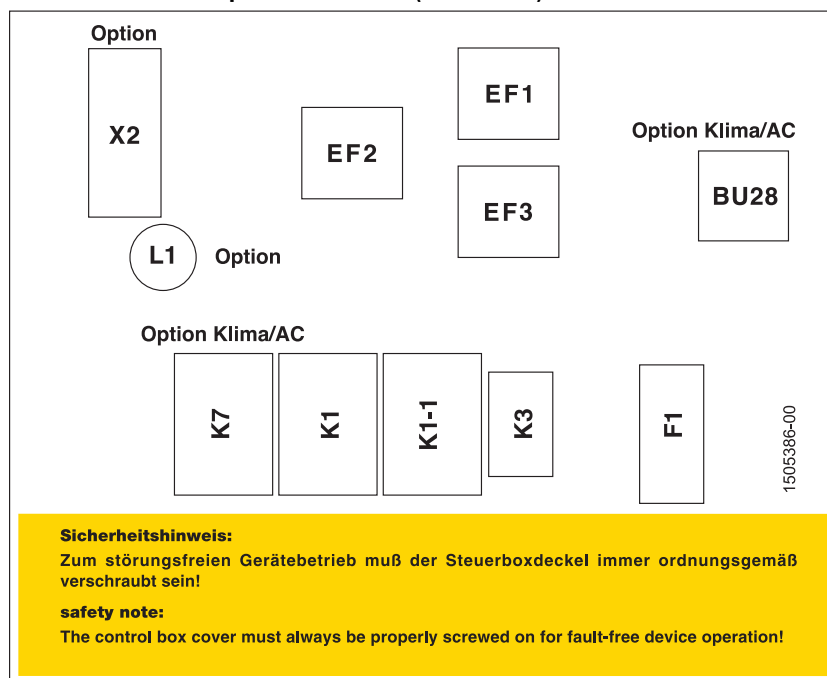 Option
X2
EF1
EF2
Option Klima/AC
BU28
EF3
L1
Option
Option Klima/AC
K7
K1
K1-1
K3
F1
1505386-00
Sicherheitshinweis:
Zum störungsfreien Gerätebetrieb muß der Steuerboxdeckel immer ordnungsgemäß
verschraubt sein!
safety note:
The control box cover must always be properly screwed on for fault-free device operation!